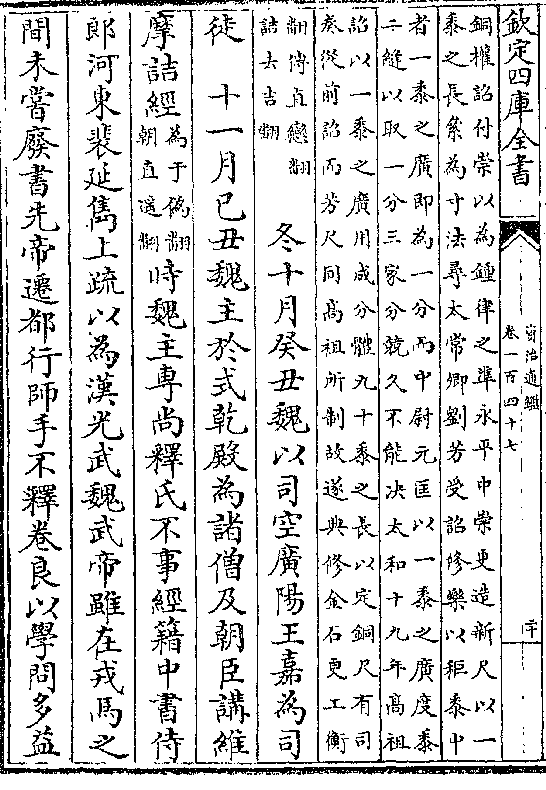 欽定四庫全書
資治通鑑
卷一百四十七
二十
銅權詔付崇以為鍾律之準永平中崇更造新尺以一
黍之長絫為寸法尋太常卿劉芳受詔修樂以秬黍中
者一黍之廣即為一分而中尉元匡以一黍之廣度黍
二縫以取一分三家分競久不能决太和十九年高祖
詔以一黍之廣用成分體九十黍之長以定銅尺有司
奏從前詔而芳尺同高祖所制故遂典修金石更工衡
翻傳直戀翻
詰去吉翻
冬十月癸丑魏以司空廣陽王嘉為司
徒 十一月已丑魏主於式乾殿為諸僧及朝臣講維
摩詰經
為于偽翻
朝直遥翻
時魏主專尚釋氏不事經籍中書侍
郎河東裴延儁上疏以為漢光武魏武帝雖在戎馬之
間未嘗廢書先帝遷都行師手不釋卷良以學問多益